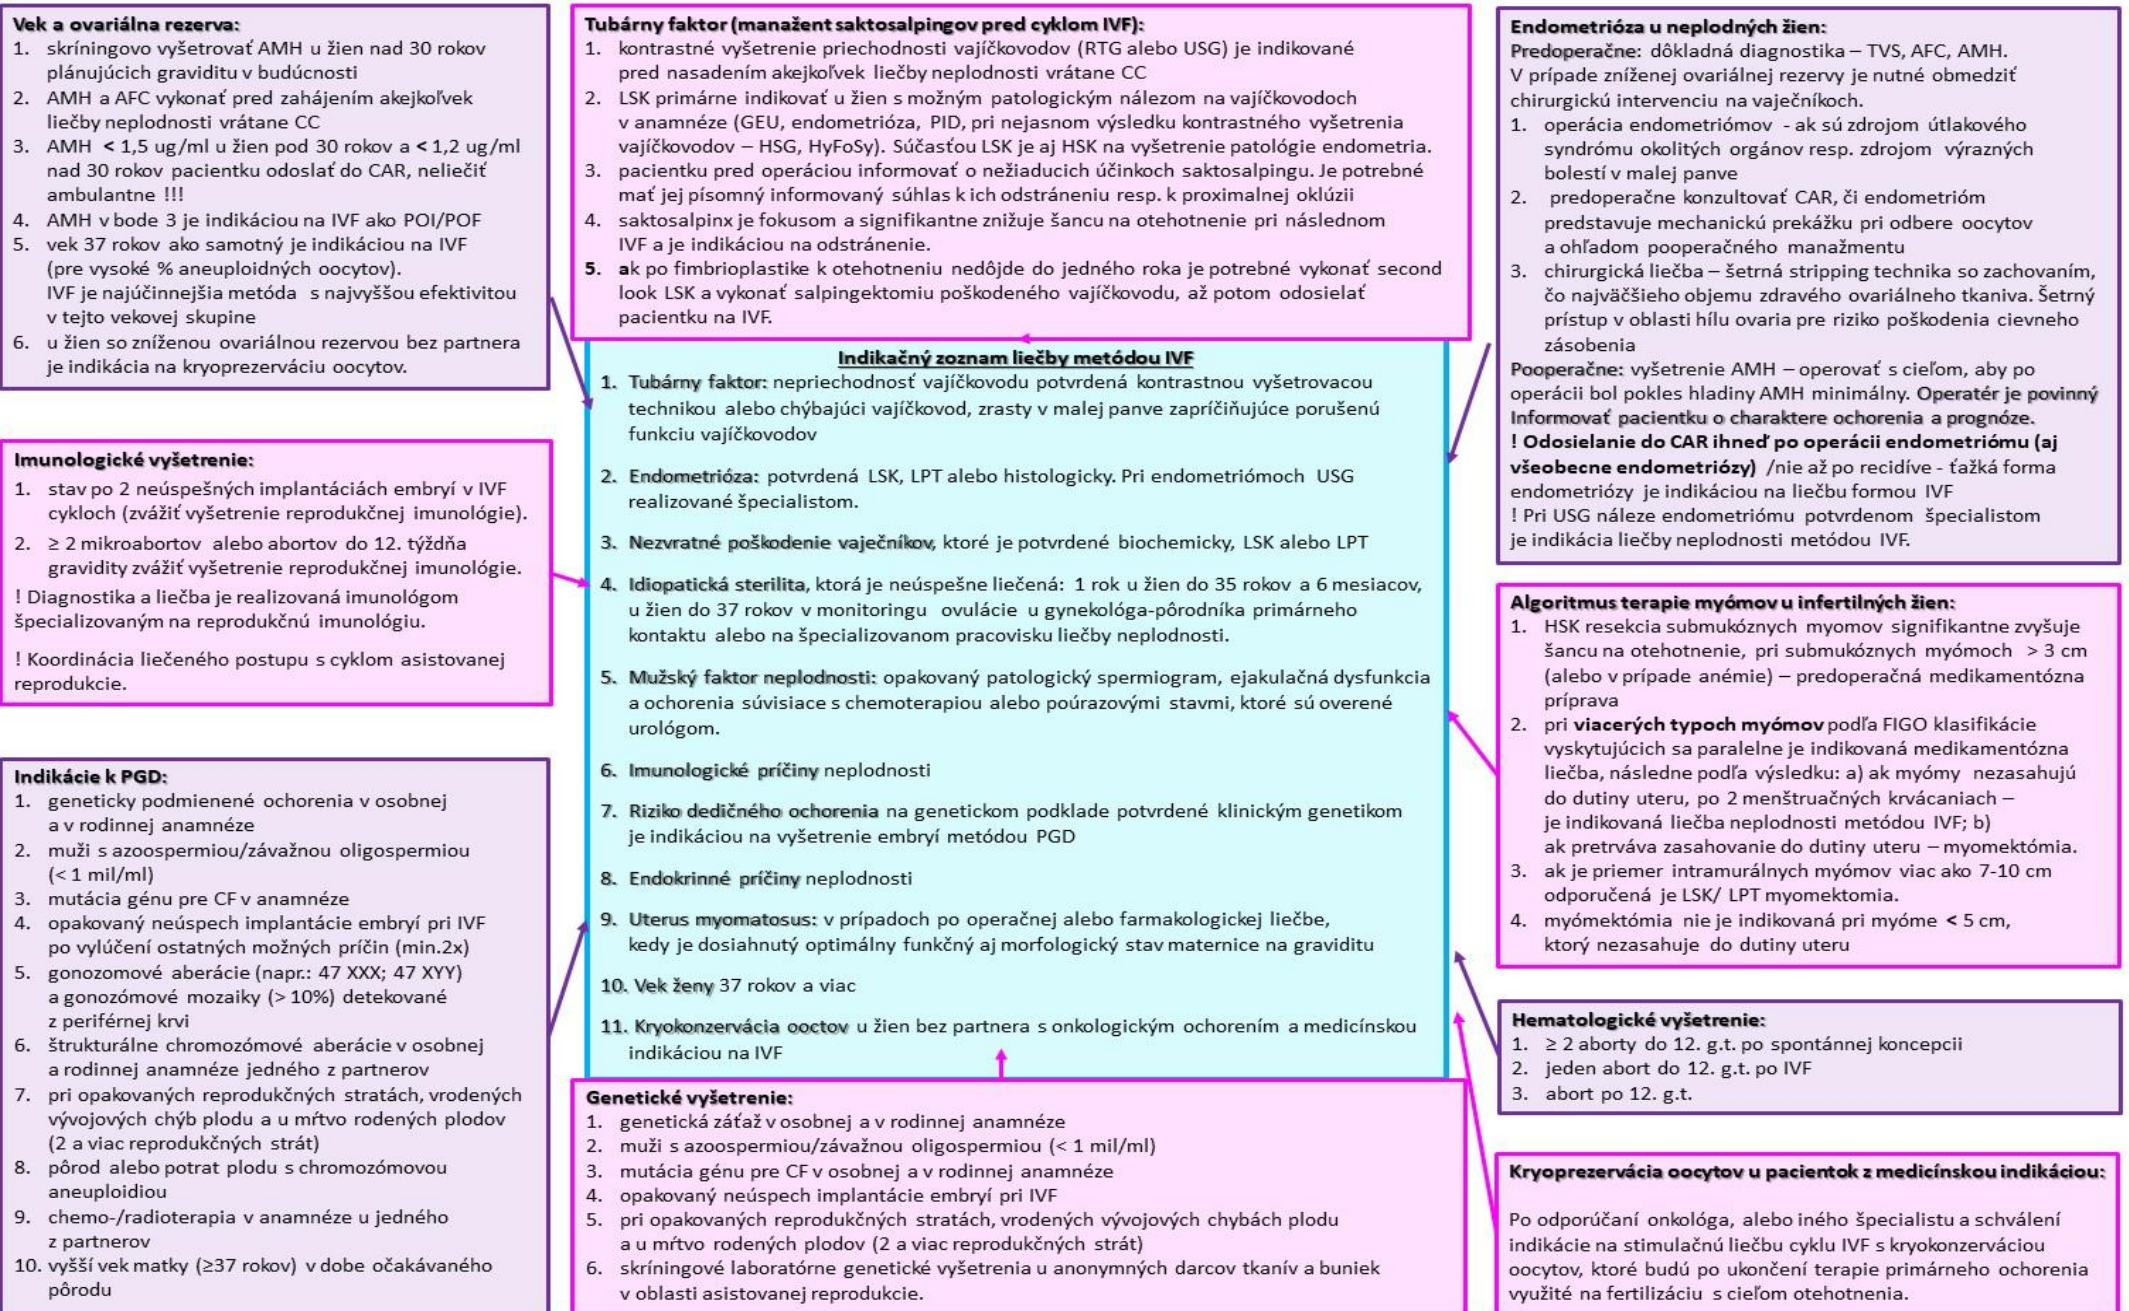 Vek a ovariálna rezerva:
1. skríningovo vyšetrovať AMH u žien nad 30 rokov
plánujúcich graviditu v budúcnosti
2. AMH a AFC vykonať pred zahájením akejkoľvek
liečby neplodnosti vrátane CC
3. AMH < 1,5 ug/ml u žien pod 30 rokov a < 1,2 ug/ml
nad 30 rokov pacientku odoslať do CAR, neliečiť
ambulantne !!!
4. AMH v bode 3 je indikáciou na IVF ako POI/POF
5. vek 37 rokov ako samotný je indikáciou na IVF
(pre vysoké % aneuploidných oocytov).
IVF je najúčinnejšia metóda s najvyššou efektivitou
v tejto vekovej skupine
6. u žien so zníženou ovariálnou rezervou bez partnera
je indikácia na kryoprezerváciu oocytov.
Imunologické vyšetrenie:
1. stav po 2 neúspešných implantáciách embryí v IVF
cykloch (zvážiť vyšetrenie reprodukčnej imunológie).
2. ≥ 2 mikroabortov alebo abortov do 12. týždňa
gravidity zvážiť vyšetrenie reprodukčnej imunológie.
! Diagnostika a liečba je realizovaná imunológom
špecializovaným na reprodukčnú imunológiu.
! Koordinácia liečeného postupu s cyklom asistovanej
reprodukcie.
Indikácie k PGD:
1. geneticky podmienené ochorenia v osobnej
a v rodinnej anamnéze
2. muži s azoospermiou/závažnou oligospermiou
(< 1 mil/ml)
3. mutácia génu pre CF v anamnéze
4. opakovaný neúspech implantácie embryí pri IVF
po vylúčení ostatných možných príčin (min.2x)
5. gonozomové aberácie (napr.: 47 XXX; 47 XYY)
a gonozómové mozaiky (> 10%) detekované
z periférnej krvi
6. štrukturálne chromozómové aberácie v osobnej
a rodinnej anamnéze jedného z partnerov
7. pri opakovaných reprodukčných stratách, vrodených
vývojových chýb plodu a u mŕtvo rodených plodov
(2 a viac reprodukčných strát)
8. pôrod alebo potrat plodu s chromozómovou
aneuploidiou
9. chemo-/radioterapia v anamnéze u jedného
z partnerov
10. vyšší vek matky (≥37 rokov) v dobe očakávaného
pôrodu
Tubárny faktor (manažent saktosalpingov pred cyklom IVF):
1. kontrastné vyšetrenie priechodnosti vajíčkovodov (RTG alebo USG) je indikované
pred nasadením akejkoľvek liečby neplodnosti vrátane CC
2. LSK primárne indikovať u žien s možným patologickým nálezom na vajíčkovodoch
v anamnéze (GEU, endometrióza, PID, pri nejasnom výsledku kontrastného vyšetrenia
vajíčkovodov – HSG, HyFoSy). Súčasťou LSK je aj HSK na vyšetrenie patológie endometria.
3. pacientku pred operáciou informovať o nežiaducich účinkoch saktosalpingu. Je potrebné
mať jej písomný informovaný súhlas k ich odstráneniu resp. k proximalnej oklúzii
4. saktosalpinx je fokusom a signifikantne znižuje šancu na otehotnenie pri následnom
IVF a je indikáciou na odstránenie.
5. ak po fimbrioplastike k otehotneniu nedôjde do jedného roka je potrebné vykonať second
look LSK a vykonať salpingektomiu poškodeného vajíčkovodu, až potom odosielať
pacientku na IVF.
Indikačný zoznam liečby metódou IVF
1. Tubárny faktor: nepriechodnosť vajíčkovodu potvrdená kontrastnou vyšetrovacou
technikou alebo chýbajúci vajíčkovod, zrasty v malej panve zapríčiňujúce porušenú
funkciu vajíčkovodov
2. Endometrióza: potvrdená LSK, LPT alebo histologicky. Pri endometriómoch USG
realizované špecialistom.
3. Nezvratné poškodenie vaječníkov, ktoré je potvrdené biochemicky, LSK alebo LPT
4. Idiopatická sterilita, ktorá je neúspešne liečená: 1 rok u žien do 35 rokov a 6 mesiacov,
u žien do 37 rokov v monitoringu ovulácie u gynekológa-pôrodníka primárneho
kontaktu alebo na špecializovanom pracovisku liečby neplodnosti.
5. Mužský faktor neplodnosti: opakovaný patologický spermiogram, ejakulačná dysfunkcia
a ochorenia súvisiace s chemoterapiou alebo poúrazovými stavmi, ktoré sú overené
urológom.
6. Imunologické príčiny neplodnosti
7. Riziko dedičného ochorenia na genetickom podklade potvrdené klinickým genetikom
je indikáciou na vyšetrenie embryí metódou PGD
8. Endokrinné príčiny neplodnosti
9. Uterus myomatosus: v prípadoch po operačnej alebo farmakologickej liečbe,
kedy je dosiahnutý optimálny funkčný aj morfologický stav maternice na graviditu
10. Vek ženy 37 rokov a viac
11. Kryokonzervácia ooctov u žien bez partnera s onkologickým ochorením a medicínskou
indikáciou na IVF
Genetické vyšetrenie:
1. genetická záťaž v osobnej a v rodinnej anamnéze
2. muži s azoospermiou/závažnou oligospermiou (< 1 mil/ml)
3. mutácia génu pre CF v osobnej a v rodinnej anamnéze
4. opakovaný neúspech implantácie embryí pri IVF
5. pri opakovaných reprodukčných stratách, vrodených vývojových chybách plodu
a u mŕtvo rodených plodov (2 a viac reprodukčných strát)
6. skríningové laboratórne genetické vyšetrenia u anonymných darcov tkanív a buniek
v oblasti asistovanej reprodukcie.
Endometrióza u neplodných žien:
Predoperačne: dôkladná diagnostika – TVS, AFC, AMH.
V prípade zníženej ovariálnej rezervy je nutné obmedziť
chirurgickú intervenciu na vaječníkoch.
1. operácia endometriómov - ak sú zdrojom útlakového
syndrómu okolitých orgánov resp. zdrojom výrazných
bolestí v malej panve
2. predoperačne konzultovať CAR, či endometrióm
predstavuje mechanickú prekážku pri odbere oocytov
a ohľadom pooperačného manažmentu
3. chirurgická liečba – šetrná stripping technika so zachovaním,
čo najväčšieho objemu zdravého ovariálneho tkaniva. Šetrný
prístup v oblasti hílu ovaria pre riziko poškodenia cievneho
zásobenia
Pooperačne: vyšetrenie AMH – operovať s cieľom, aby po
operácii bol pokles hladiny AMH minimálny. Operatér je povinný
Informovať pacientku o charaktere ochorenia a prognóze.
! Odosielanie do CAR ihneď po operácii endometriómu (aj
všeobecne endometriózy) /nie až po recidíve - ťažká forma
endometriózy je indikáciou na liečbu formou IVF
! Pri USG náleze endometriómu potvrdenom špecialistom
je indikácia liečby neplodnosti metódou IVF.
Algoritmus terapie myómov u infertilných žien:
1. HSK resekcia submukóznych myomov signifikantne zvyšuje
šancu na otehotnenie, pri submukóznych myómoch > 3 cm
(alebo v prípade anémie) – predoperačná medikamentózna
príprava
2. pri viacerých typoch myómov podľa FIGO klasifikácie
vyskytujúcich sa paralelne je indikovaná medikamentózna
liečba, následne podľa výsledku: a) ak myómy nezasahujú
do dutiny uteru, po 2 menštruačných krvácaniach –
je indikovaná liečba neplodnosti metódou IVF; b)
ak pretrváva zasahovanie do dutiny uteru – myomektómia.
3. ak je priemer intramurálnych myómov viac ako 7-10 cm
odporučená je LSK/ LPT myomektomia.
4. myómektómia nie je indikovaná pri myóme < 5 cm,
ktorý nezasahuje do dutiny uteru
Hematologické vyšetrenie:
1. ≥ 2 aborty do 12. g.t. po spontánnej koncepcii
2. jeden abort do 12. g.t. po IVF
3. abort po 12. g.t.
Kryoprezervácia oocytov u pacientok z medicínskou indikáciou:
Po odporúčaní onkológa, alebo iného špecialistu a schválení
indikácie na stimulačnú liečbu cyklu IVF s kryokonzerváciou
oocytov, ktoré budú po ukončení terapie primárneho ochorenia
využité na fertilizáciu s cieľom otehotnenia.